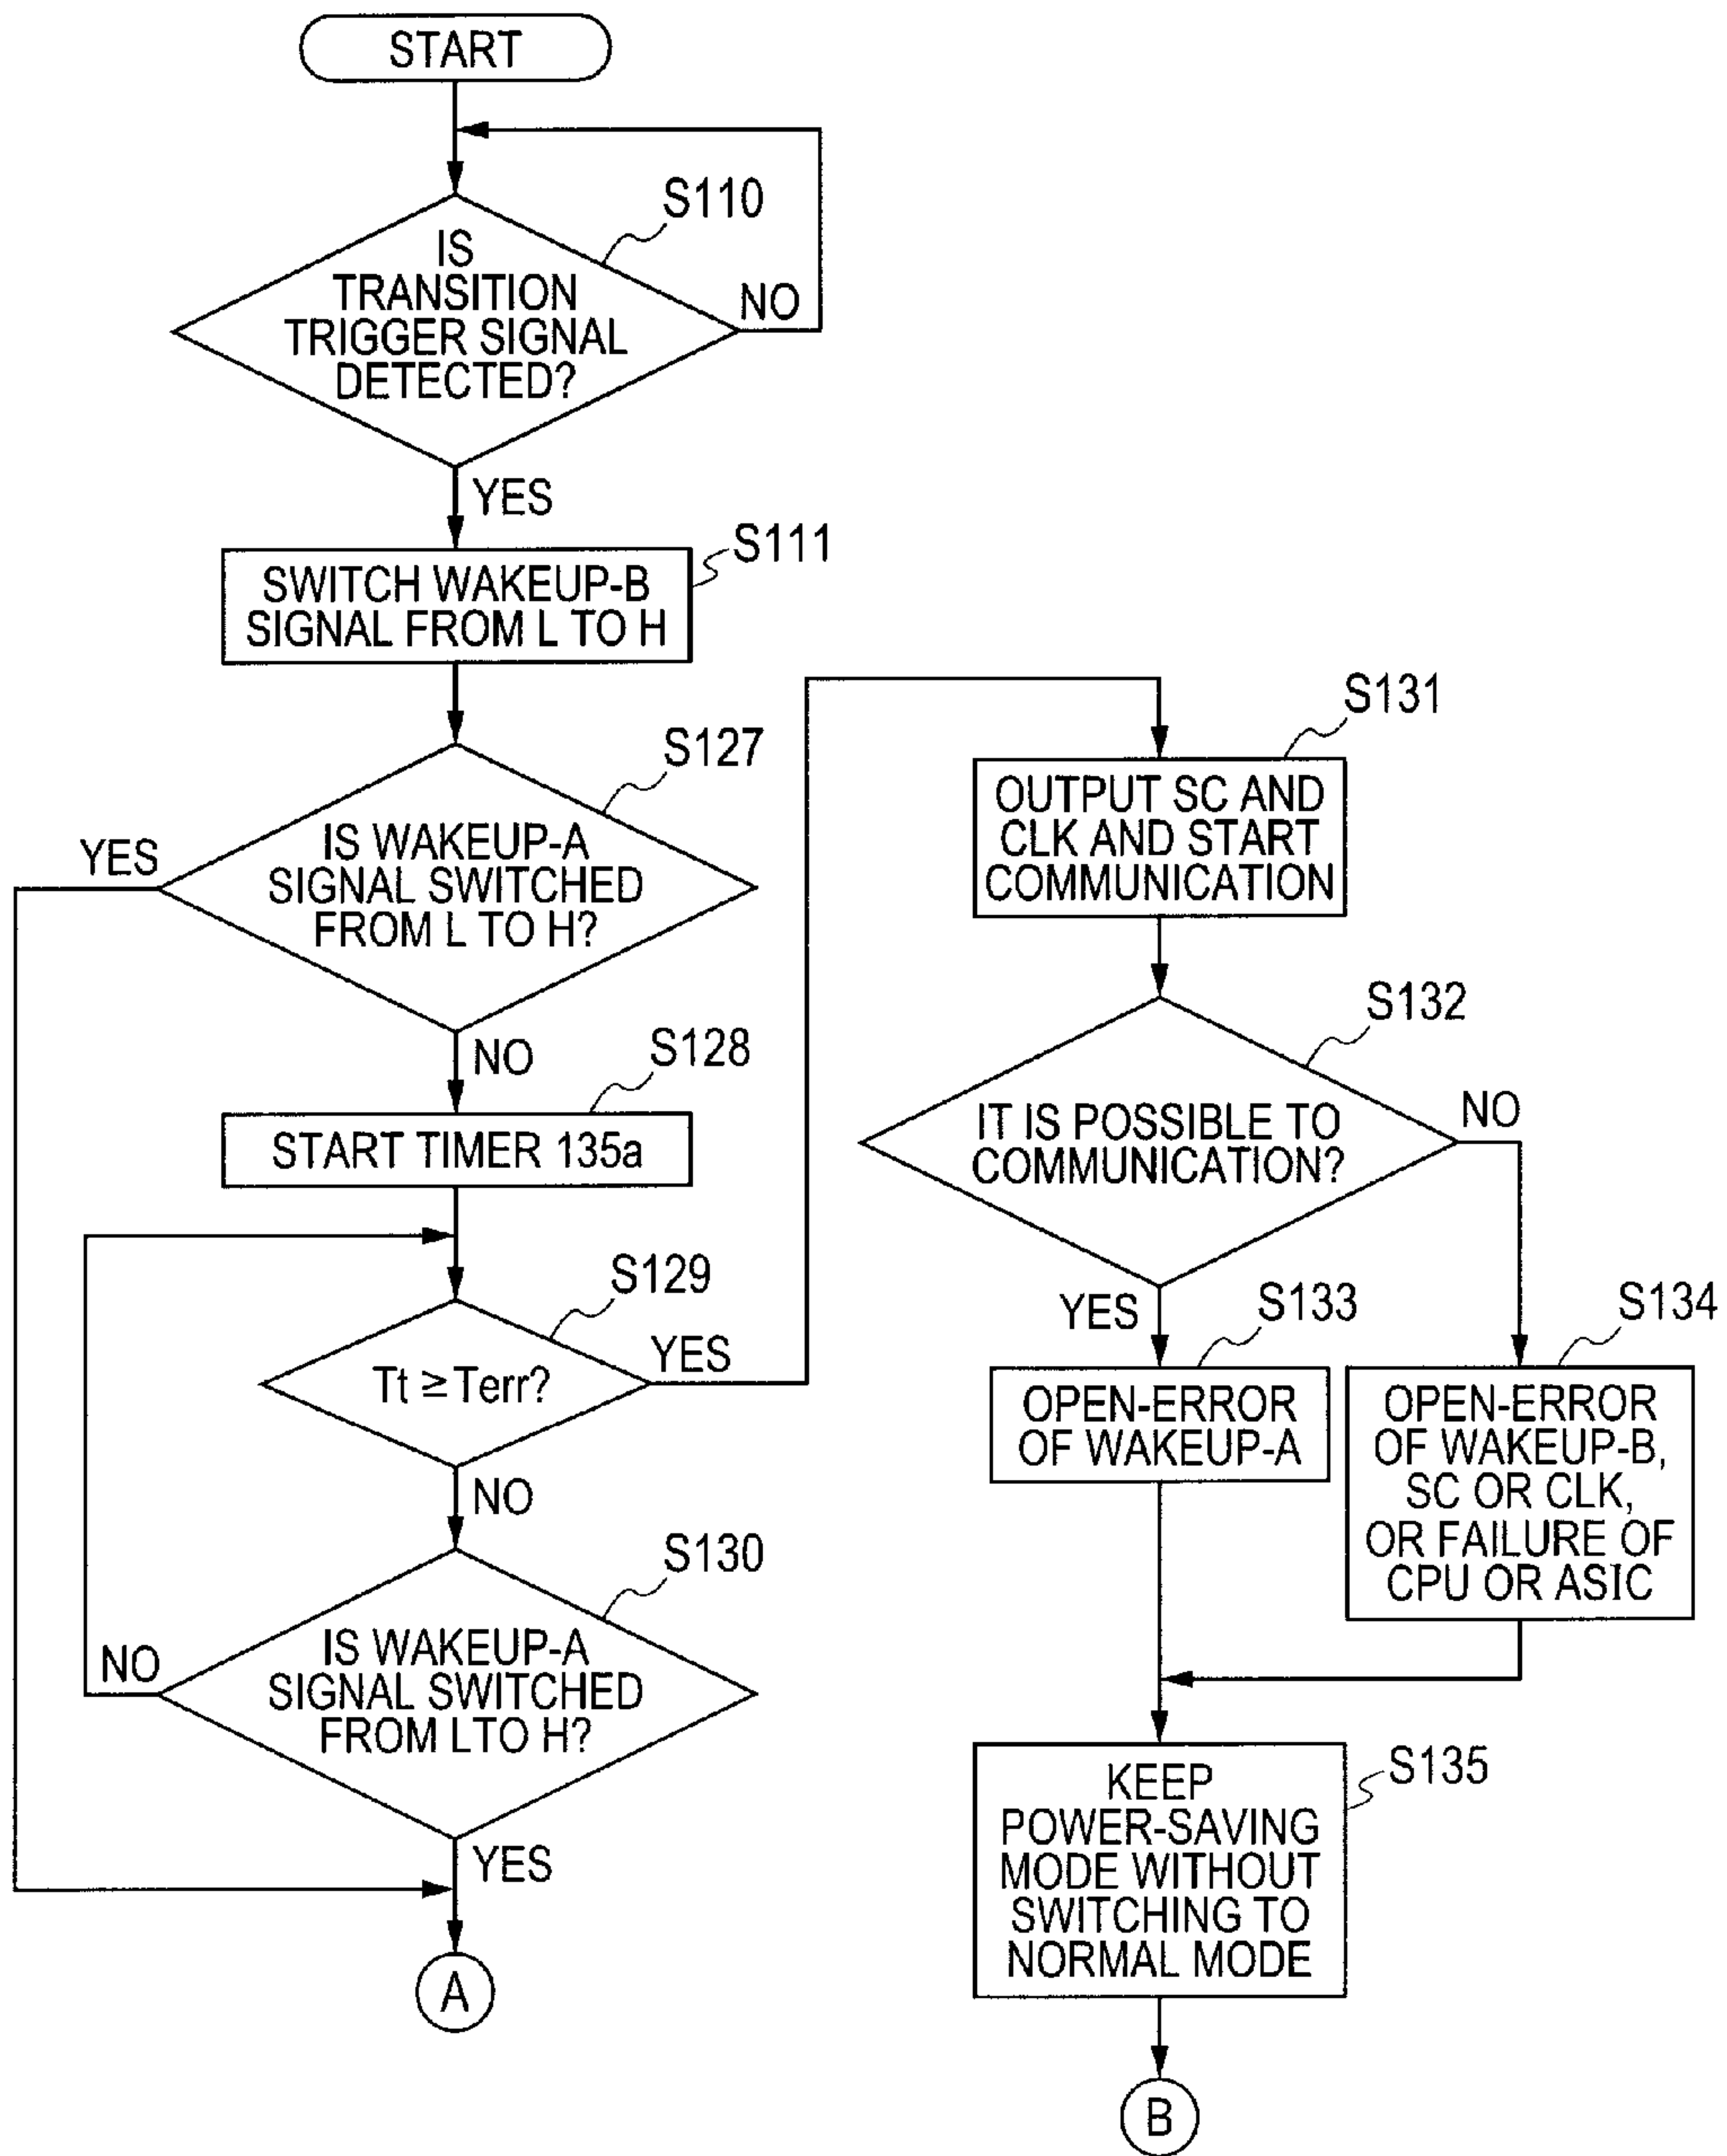 START
S110
IS
TRANSITION
TRIGGER SIGNAL
DETECTED?
NO
YES
S111
SWITCH WAKEUP-B
SIGNAL FROM L TO H
S127
YES
IS WAKEUP-A
SIGNAL SWITCHED
FROM L TO H?
NO
S128
START TIMER 135a
S129
Tt ≥ Terr?
YES
NO
S130
IS WAKEUP-A
SIGNAL SWITCHED
FROM LTO H?
NO
YES
A
S131
OUTPUT SC AND
CLK AND START
COMMUNICATION
S132
IT IS POSSIBLE TO
COMMUNICATION?
NO
YES
S133
OPEN-ERROR
OF WAKEUP-A
S134
OPEN-ERROR
OF WAKEUP-B,
SC OR CLK,
OR FAILURE OF
CPU OR ASIC
S135
KEEP
POWER-SAVING
MODE WITHOUT
SWITCHING TO
NORMAL MODE
B